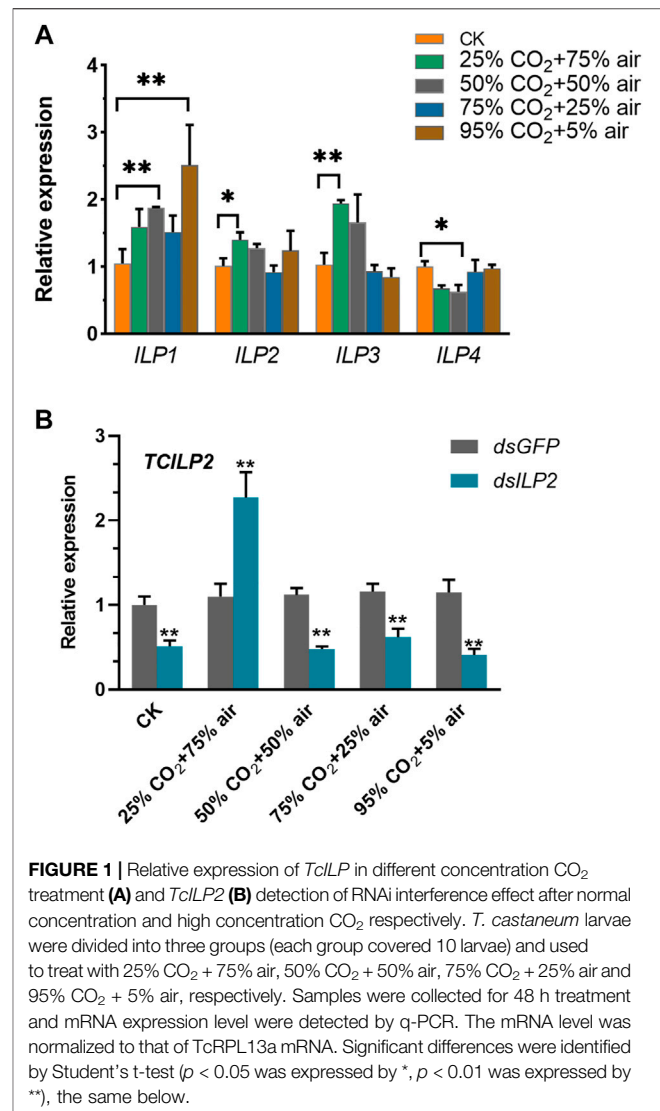 A
CK
25% CO₂+75% air
50% CO₂+50% air
75% CO₂+25% air
95% CO₂+5% air
Relative expression
4
3
2
1
0
**
**
*
**
*
ILP1 ILP2 ILP3 ILP4
B
TCILP2
dsGFP
dsILP2
Relative expression
3
2
1
0
**
**
**
**
**
CK
25% CO₂+75% air
50% CO₂+50% air
75% CO₂+25% air
95% CO₂+5% air
FIGURE 1 | Relative expression of TcILP in different concentration CO₂
treatment (A) and TcILP2 (B) detection of RNAi interference effect after normal
concentration and high concentration CO₂ respectively. T. castaneum larvae
were divided into three groups (each group covered 10 larvae) and used
to treat with 25% CO₂ + 75% air, 50% CO₂ + 50% air, 75% CO₂ + 25% air and
95% CO₂ + 5% air, respectively. Samples were collected for 48 h treatment
and mRNA expression level were detected by q-PCR. The mRNA level was
normalized to that of TcRPL13a mRNA. Significant differences were identified
by Student's t-test (p < 0.05 was expressed by *, p < 0.01 was expressed by
**), the same below.